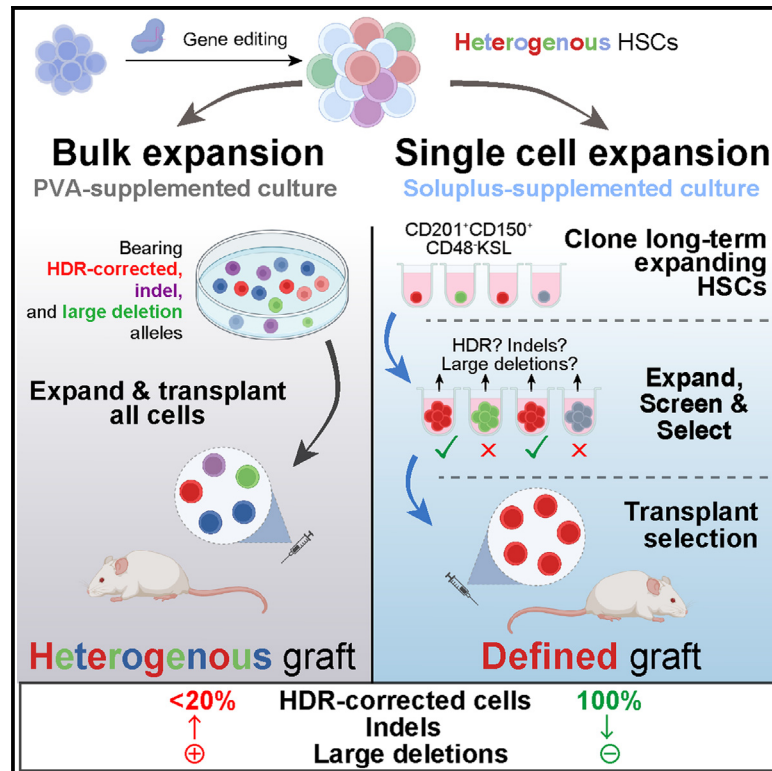 Gene editing
Heterogenous HSCs
Bulk expansion
PVA-supplemented culture
Bearing
HDR-corrected,
indel,
and large deletion
alleles
Expand & transplant
all cells
Heterogenous graft
Single cell expansion
Soluplus-supplemented culture
CD201⁺CD150⁺
CD48⁻KSL
Clone long-term
expanding
HSCs
HDR? Indels?
Large deletions?
✓ ✕ ✓ ✕
Expand,
Screen &
Select
Transplant
selection
Defined graft
<20% HDR-corrected cells 100%
↑ Indels ↓
⊕ Large deletions ⊖